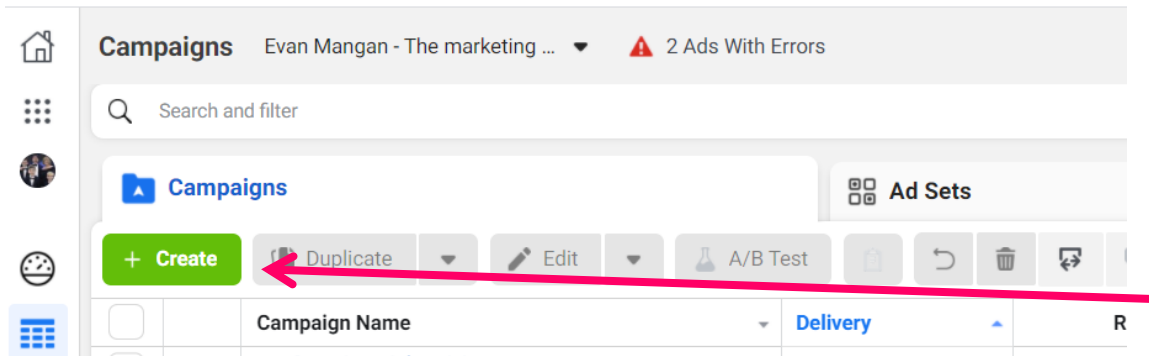 Campaigns Evan Mangan - The marketing ... 2 Ads With Errors
Search and filter
Campaigns Ad Sets
+ Create Duplicate Edit A/B Test
Campaign Name Delivery R